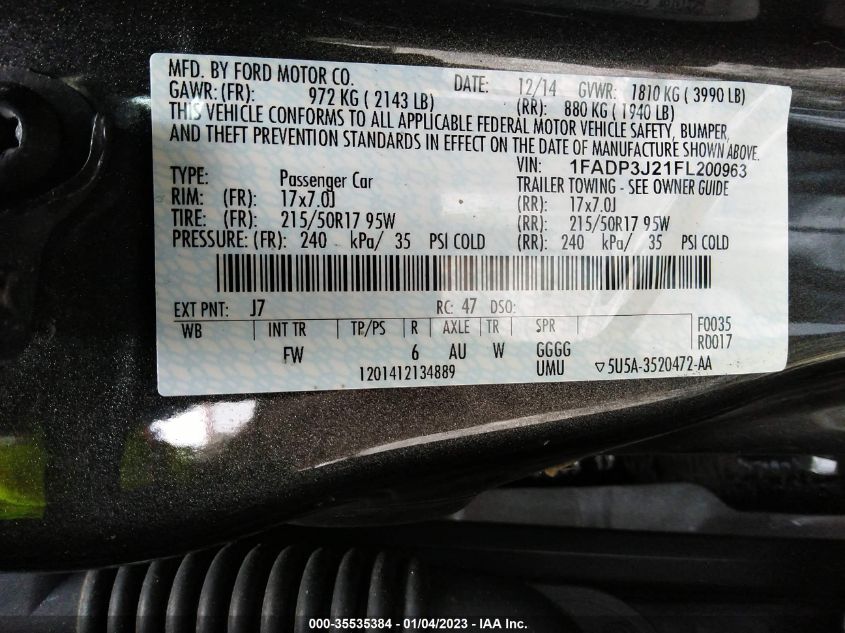 MFD. BY FORD MOTOR CO. DATE: 12/14 GVWR: 1810 KG ( 3990 LB)
GAWR: (FR): 972 KG ( 2143 LB) (RR): 880 KG ( 1940 LB)
THIS VEHICLE CONFORMS TO ALL APPLICABLE FEDERAL MOTOR VEHICLE SAFETY, BUMPER,
AND THEFT PREVENTION STANDARDS IN EFFECT ON THE DATE OF MANUFACTURE SHOWN ABOVE.
VIN: 1FADP3J21FL200963
TYPE: Passenger Car TRAILER TOWING - SEE OWNER GUIDE
RIM: (FR): 17x7.0J (RR): 17x7.0J
TIRE: (FR): 215/50R17 95W (RR): 215/50R17 95W
PRESSURE: (FR): 240 kPa/ 35 PSI COLD (RR): 240 kPa/ 35 PSI COLD
EXT PNT: J7 RC: 47 DSO:
WB INT TR TP/PS R AXLE TR SPR F0035
RD017
FW 6 AU W GGGG
1201412134889 UMU ▽5U5A-3520472-AA
000-35535384 - 01/04/2023 - IAA Inc.